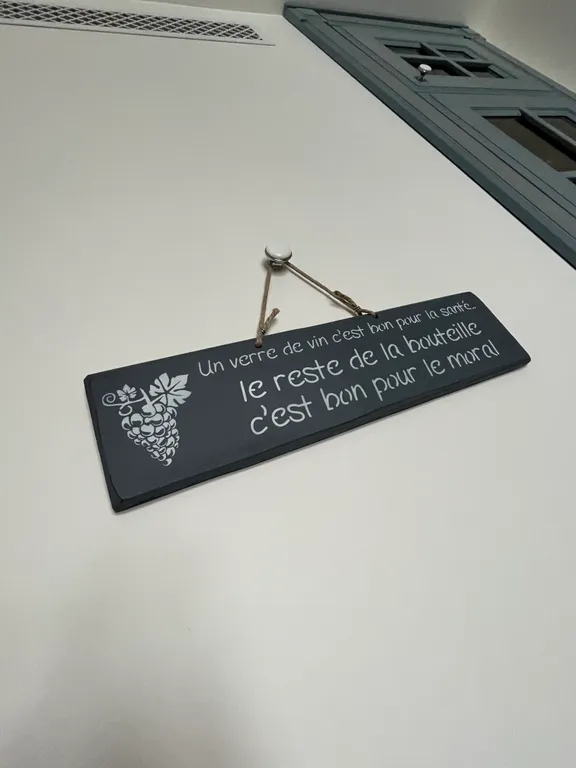 Un verre de vin c'est bon pour la santé..
le reste de la bouteille
c'est bon pour le moral